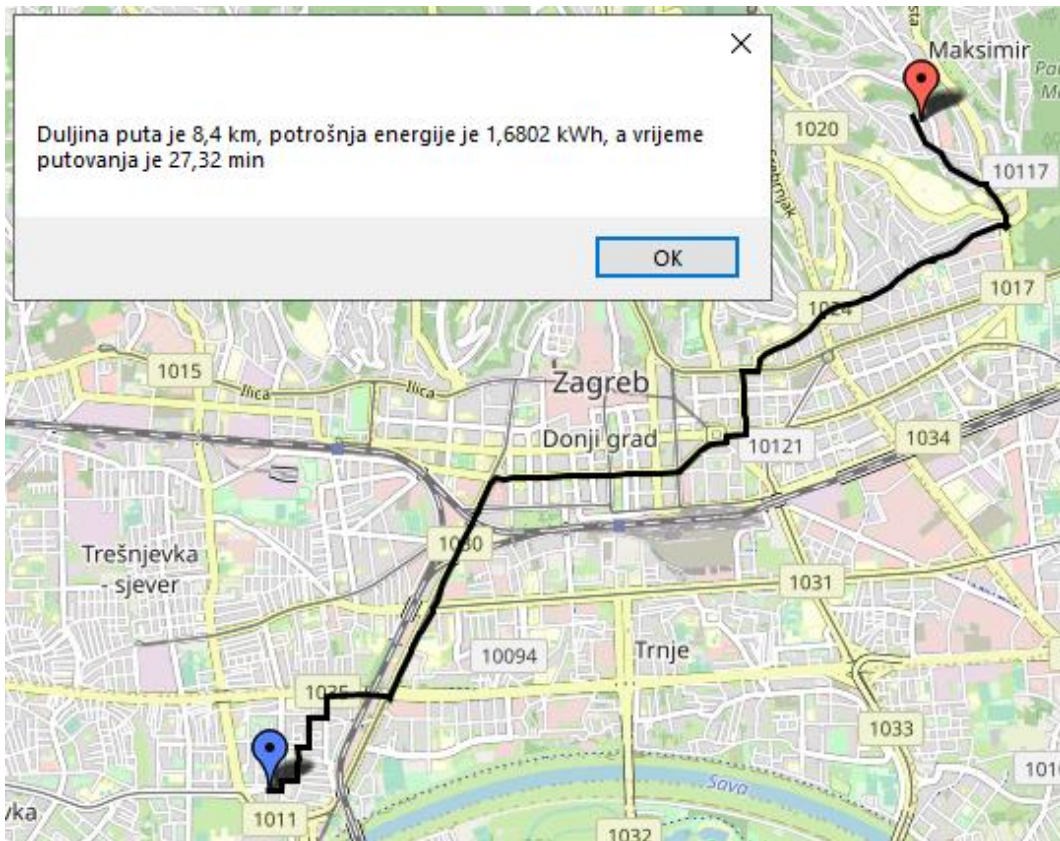 Duljina puta je 8,4 km, potrošnja energije je 1,6802 kWh, a vrijeme
putovanja je 27,32 min
OK
Maksimir
1020
10117
Srebrnjak
1017
1015
Ilica
Ilica
Zagreb
Donji grad
10121
1034
1030
Trešnjevka
- sjever
1031
10094
Trnje
1035
1033
1011
Sava
1032